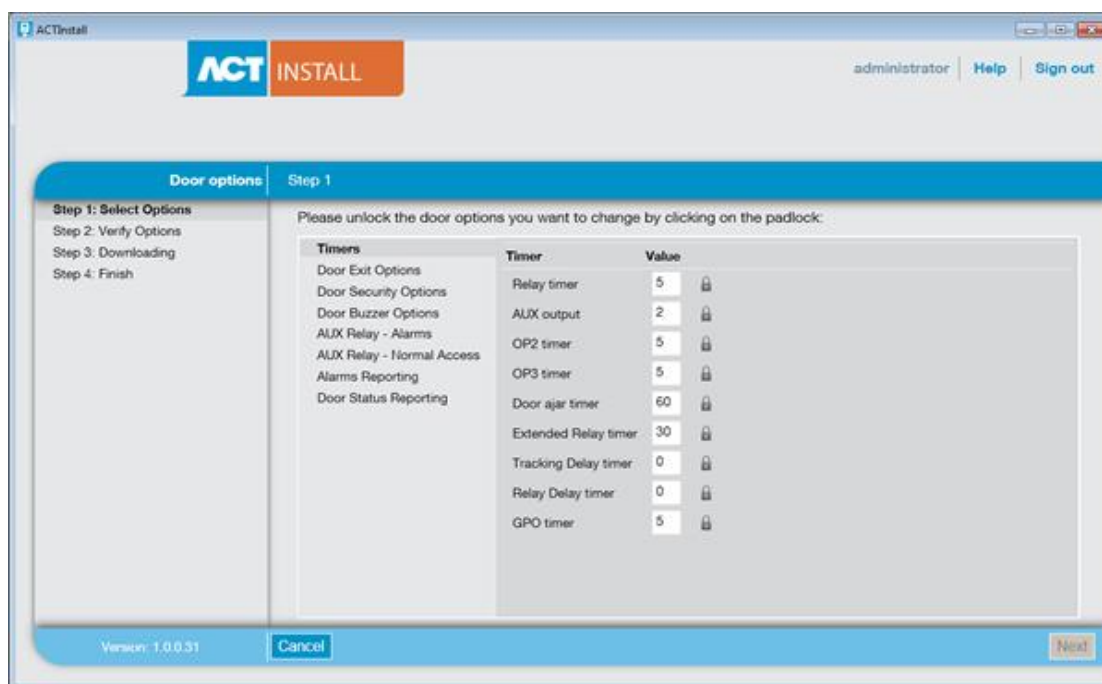 ACTInstall
ACT INSTALL
administrator Help Sign out
Door options Step 1
Step 1: Select Options
Step 2: Verify Options
Step 3: Downloading
Step 4: Finish
Please unlock the door options you want to change by clicking on the padlock:
Timers
Door Exit Options
Door Security Options
Door Buzzer Options
AUX Relay - Alarms
AUX Relay - Normal Access
Alarms Reporting
Door Status Reporting
Timer Value
Relay timer 5
AUX output 2
OP2 timer 5
OP3 timer 5
Door ajar timer 60
Extended Relay timer 30
Tracking Delay timer 0
Relay Delay timer 0
GPO timer 5
Version: 1.0.0.31 Cancel Next